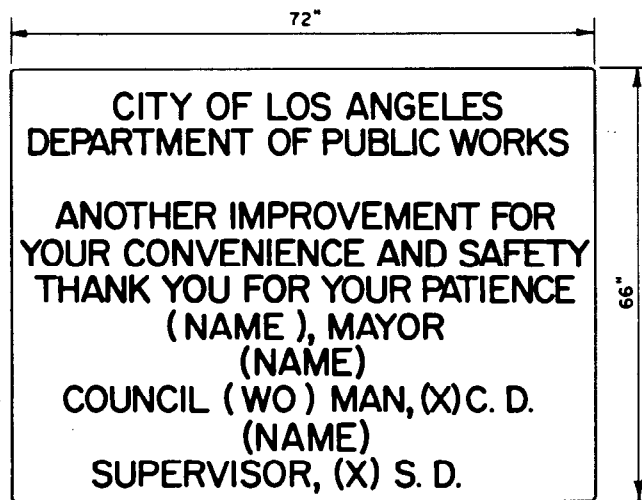 72"
CITY OF LOS ANGELES
DEPARTMENT OF PUBLIC WORKS
ANOTHER IMPROVEMENT FOR
YOUR CONVENIENCE AND SAFETY
THANK YOU FOR YOUR PATIENCE
(NAME ), MAYOR
(NAME)
COUNCIL (WO) MAN, (X) C. D.
(NAME)
SUPERVISOR, (X) S. D.
66"